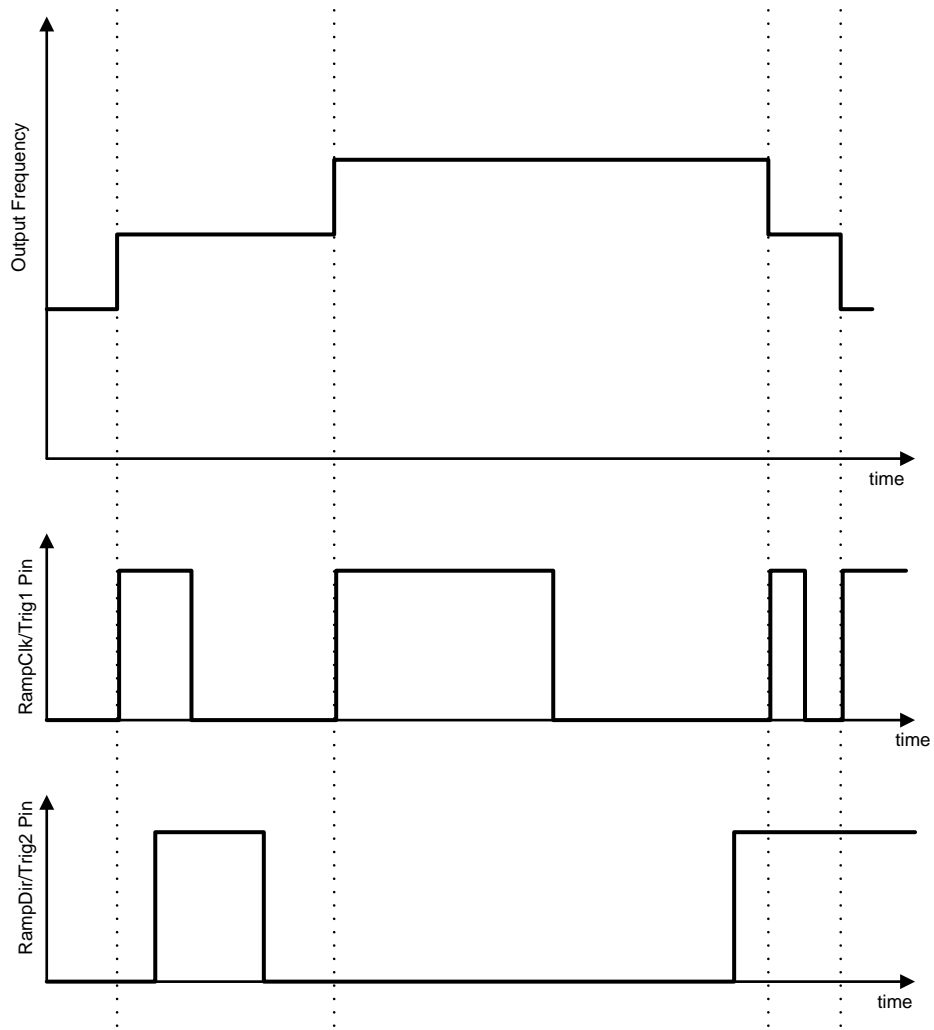 Output Frequency
time
RampClk/Trig1 Pin
time
RampDir/Trig2 Pin
time